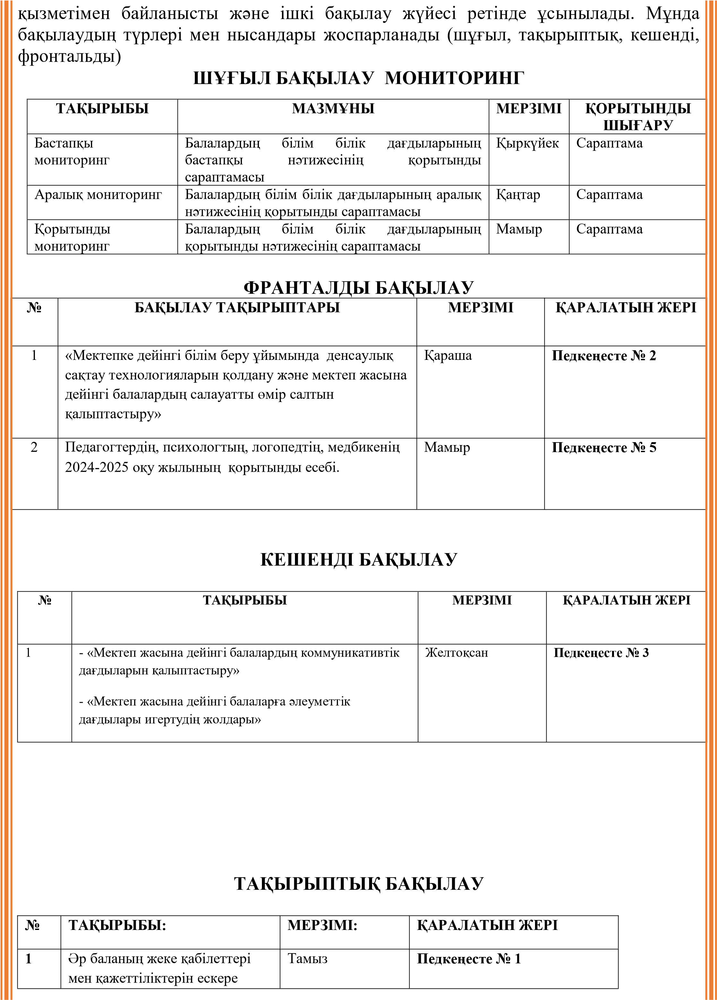 қызметімен байланысты және ішкі бақылау жүйесі ретінде ұсынылады. Мұнда
бақылаудың түрлері мен нысандары жоспарланады (шұғыл, тақырыптық, кешенді,
фронтальды)
ШҰҒЫЛ БАҚЫЛАУ МОНИТОРИНГ
ТАҚЫРЫБЫ МАЗМҰНЫ МЕРЗІМІ ҚОРЫТЫНДЫ
ШЫҒАРУ
Бастапқы Балалардың білім білік дағдыларының Қыркүйек Сараптама
мониторинг бастапқы нәтижесінің қорытынды
сараптамасы
Аралық мониторинг Балалардың білім білік дағдыларының аралық Қаңтар Сараптама
нәтижесінің қорытынды сараптамасы
Қорытынды Балалардың білім білік дағдыларының Мамыр Сараптама
мониторинг қорытынды нәтижесінің сараптамасы
ФРАНТАЛДЫ БАҚЫЛАУ
№ БАҚЫЛАУ ТАҚЫРЫПТАРЫ МЕРЗІМІ ҚАРАЛАТЫН ЖЕРІ
1 «Мектепке дейінгі білім беру ұйымында денсаулық Қараша Педкеңесте № 2
сақтау технологияларын қолдану және мектеп жасына
дейінгі балалардың салауатты өмір салтын
қалыптастыру»
2 Педагогтердің, психологтың, логопедтің, медбикенің Мамыр Педкеңесте № 5
2024-2025 оқу жылының қорытынды есебі.
КЕШЕНДІ БАҚЫЛАУ
№ ТАҚЫРЫБЫ МЕРЗІМІ ҚАРАЛАТЫН ЖЕРІ
1 - «Мектеп жасына дейінгі балалардың коммуникативтік Желтоқсан Педкеңесте № 3
дағдыларын қалыптастыру»
- «Мектеп жасына дейінгі балаларға әлеуметтік
дағдылары игертудің жолдары»
ТАҚЫРЫПТЫҚ БАҚЫЛАУ
№ ТАҚЫРЫБЫ: МЕРЗІМІ: ҚАРАЛАТЫН ЖЕРІ
1 Әр баланың жеке қабілеттері Тамыз Педкеңесте № 1
мен қажеттіліктерін ескере